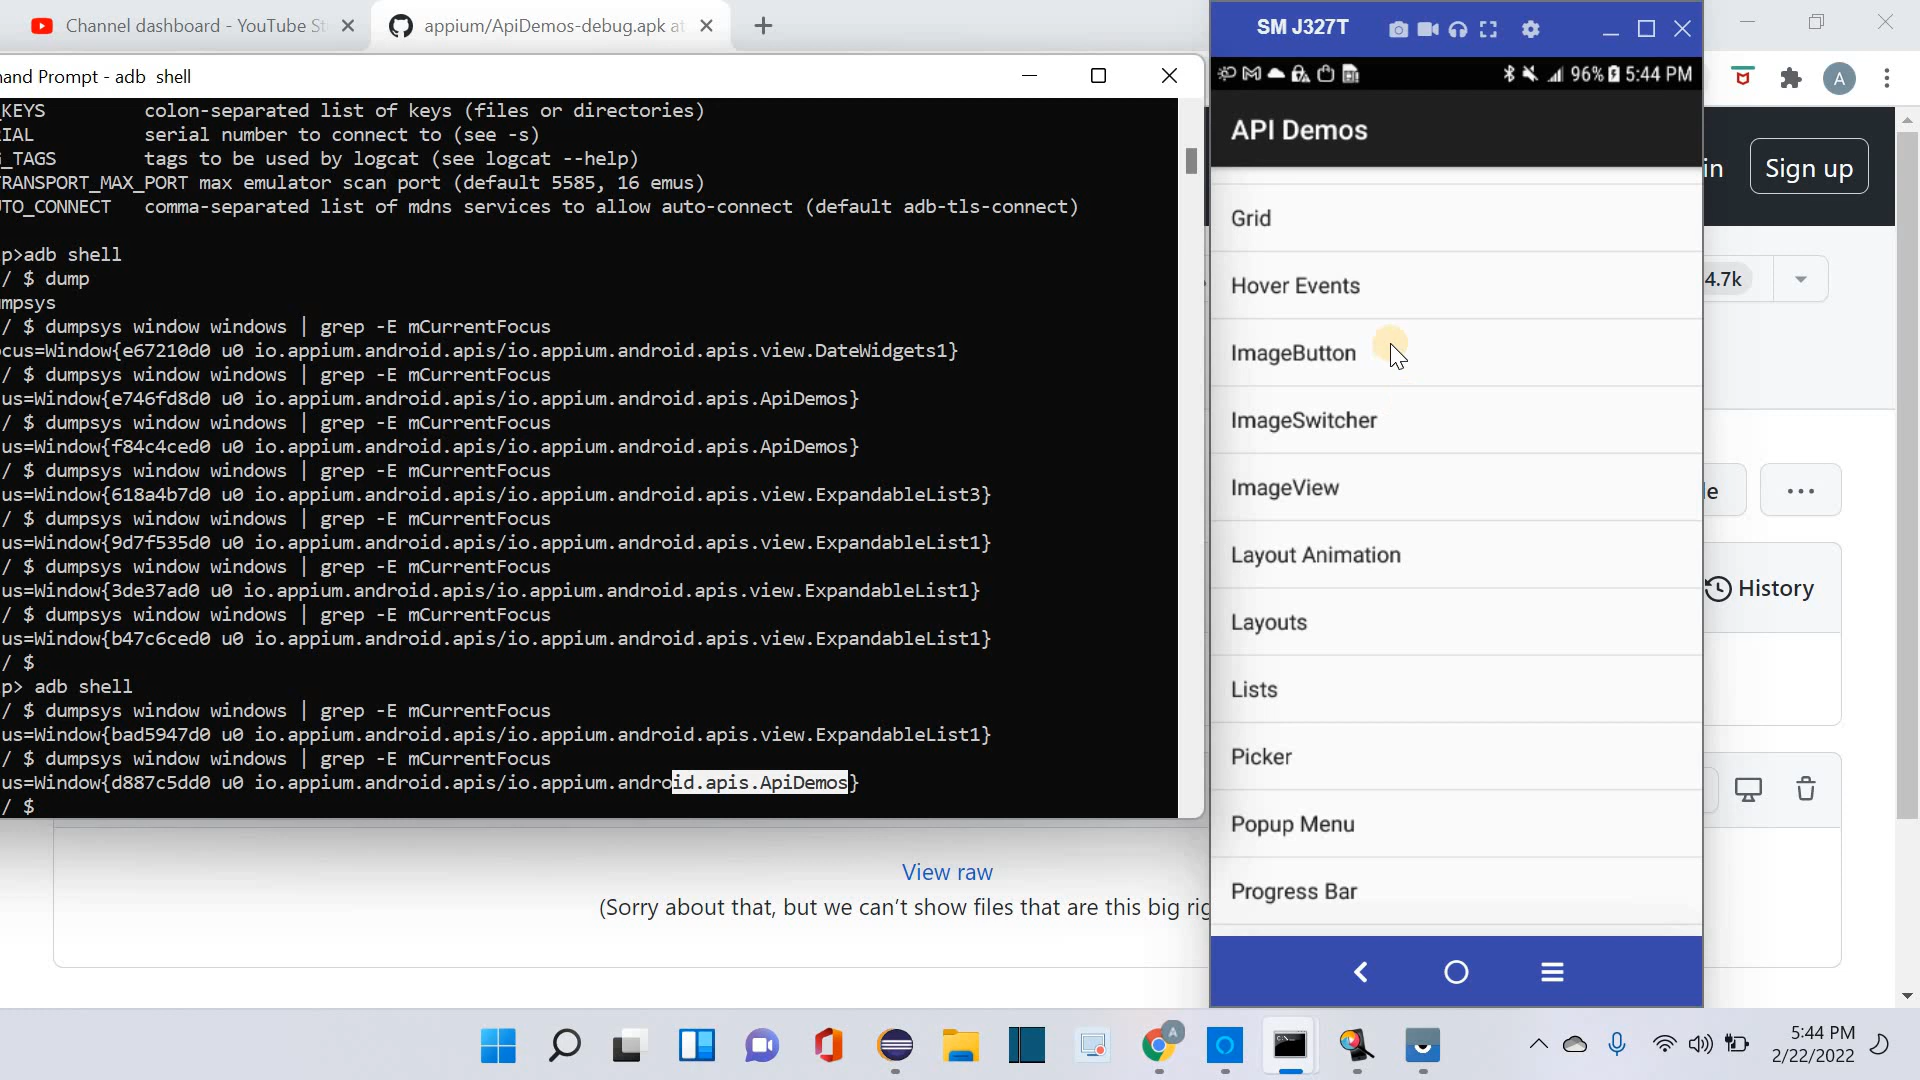 Channel dashboard - YouTube St
appium/ApiDemos-debug.apk at
mand Prompt - adb shell
_KEYS colon-separated list of keys (files or directories)
IAL serial number to connect to (see -s)
_TAGS tags to be used by logcat (see logcat --help)
RANSPORT_MAX_PORT max emulator scan port (default 5585, 16 emus)
TO_CONNECT comma-separated list of mdns services to allow auto-connect (default adb-tls-connect)
p>adb shell
/ $ dump
mpsys
/ $ dumpsys window windows | grep -E mCurrentFocus
cus=Window{e67210d0 u0 io.appium.android.apis/io.appium.android.apis.view.DateWidgets1}
/ $ dumpsys window windows | grep -E mCurrentFocus
us=Window{e746fd8d0 u0 io.appium.android.apis/io.appium.android.apis.ApiDemos}
/ $ dumpsys window windows | grep -E mCurrentFocus
us=Window{f84c4ced0 u0 io.appium.android.apis/io.appium.android.apis.ApiDemos}
/ $ dumpsys window windows | grep -E mCurrentFocus
us=Window{618a4b7d0 u0 io.appium.android.apis/io.appium.android.apis.view.ExpandableList3}
/ $ dumpsys window windows | grep -E mCurrentFocus
us=Window{9d7f535d0 u0 io.appium.android.apis/io.appium.android.apis.view.ExpandableList1}
/ $ dumpsys window windows | grep -E mCurrentFocus
us=Window{3de37ad0 u0 io.appium.android.apis/io.appium.android.apis.view.ExpandableList1}
/ $ dumpsys window windows | grep -E mCurrentFocus
us=Window{b47c6ced0 u0 io.appium.android.apis/io.appium.android.apis.view.ExpandableList1}
/ $
p> adb shell
/ $ dumpsys window windows | grep -E mCurrentFocus
us=Window{bad5947d0 u0 io.appium.android.apis/io.appium.android.apis.view.ExpandableList1}
/ $ dumpsys window windows | grep -E mCurrentFocus
us=Window{d887c5dd0 u0 io.appium.android.apis/io.appium.android.apis.ApiDemos}
/ $
View raw
(Sorry about that, but we can't show files that are this big rig
SM J327T
96% 5:44 PM
API Demos
Grid
Hover Events
ImageButton
ImageSwitcher
ImageView
Layout Animation
Layouts
Lists
Picker
Popup Menu
Progress Bar
A
in
Sign up
4.7k
le
History
A
5:44 PM
2/22/2022